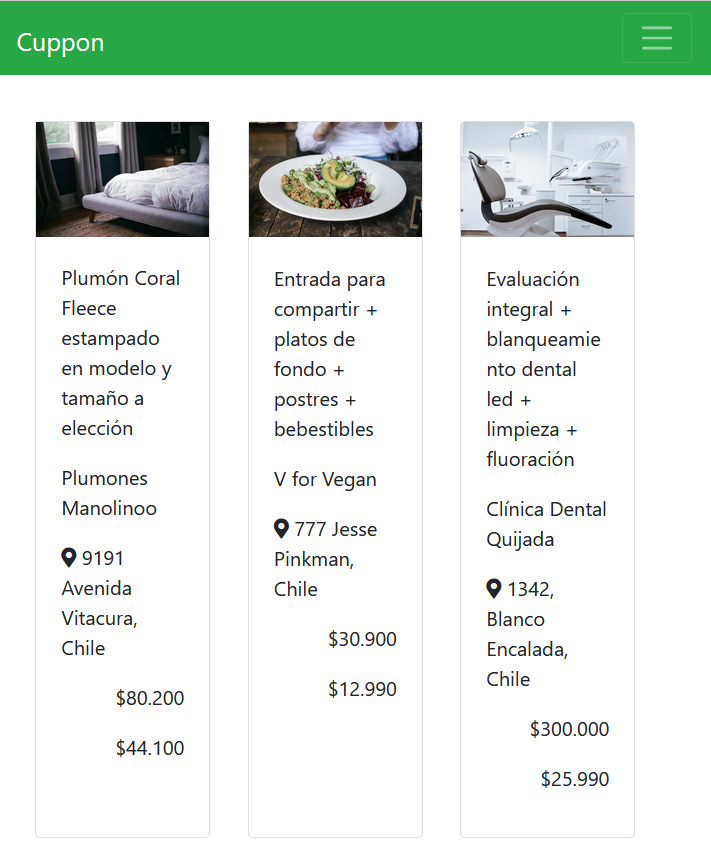 Cuppon
Plumón Coral
Fleece
estampado
en modelo y
tamaño a
elección
Plumones
Manolinoo
9191
Avenida
Vitacura,
Chile
$80.200
$44.100
Entrada para
compartir +
platos de
fondo +
postres +
bebestibles
V for Vegan
777 Jesse
Pinkman,
Chile
$30.900
$12.990
Evaluación
integral +
blanqueamie
nto dental
led +
limpieza +
fluoración
Clínica Dental
Quijada
1342,
Blanco
Encalada,
Chile
$300.000
$25.990